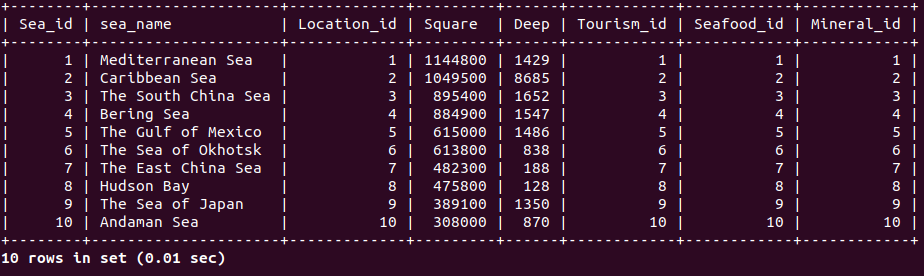 +--------+---------------------+-------------+---------+------+------------+------------+------------+
| Sea_id | sea_name            | Location_id | Square  | Deep | Tourism_id | Seafood_id | Mineral_id |
+--------+---------------------+-------------+---------+------+------------+------------+------------+
|      1 | Mediterranean Sea   |           1 | 1144800 | 1429 |          1 |          1 |          1 |
|      2 | Caribbean Sea       |           2 | 1049500 | 8685 |          2 |          2 |          2 |
|      3 | The South China Sea |           3 |  895400 | 1652 |          3 |          3 |          3 |
|      4 | Bering Sea          |           4 |  884900 | 1547 |          4 |          4 |          4 |
|      5 | The Gulf of Mexico  |           5 |  615000 | 1486 |          5 |          5 |          5 |
|      6 | The Sea of Okhotsk  |           6 |  613800 |  838 |          6 |          6 |          6 |
|      7 | The East China Sea  |           7 |  482300 |  188 |          7 |          7 |          7 |
|      8 | Hudson Bay          |           8 |  475800 |  128 |          8 |          8 |          8 |
|      9 | The Sea of Japan    |           9 |  389100 | 1350 |          9 |          9 |          9 |
|     10 | Andaman Sea         |          10 |  308000 |  870 |         10 |         10 |         10 |
+--------+---------------------+-------------+---------+------+------------+------------+------------+
10 rows in set (0.01 sec)